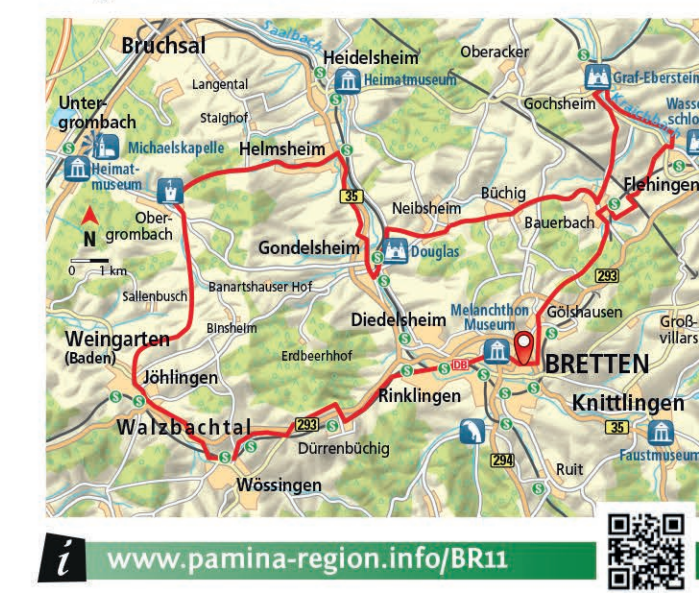 Bruchsal
Saalbach
Heidelsheim
Heimatmuseum
Oberacker
Graf-Eberstein
Langental
Gochsheim
Kraichbach
Unter-
grombach
Staighof
Michaelskapelle
Helmsheim
Heimat-
museum
35
Flehingen
Büchig
Neibsheim
Ober-
grombach
Bauerbach
N
Gondelsheim
Douglas
0 1 km
293
Banartshauser Hof
Sallenbusch
Melanchthon
Museum
Gölshausen
Diedelsheim
Groß-
villars
Binsheim
Weingarten
(Baden)
Erdbeerhhof
DB
BRETTEN
Jöhlingen
Rinklingen
Knittlingen
Walzbachtal
293
35
Dürrenbüchig
Faustmuseum
294
Ruit
Wössingen
i www.pamina-region.info/BR11